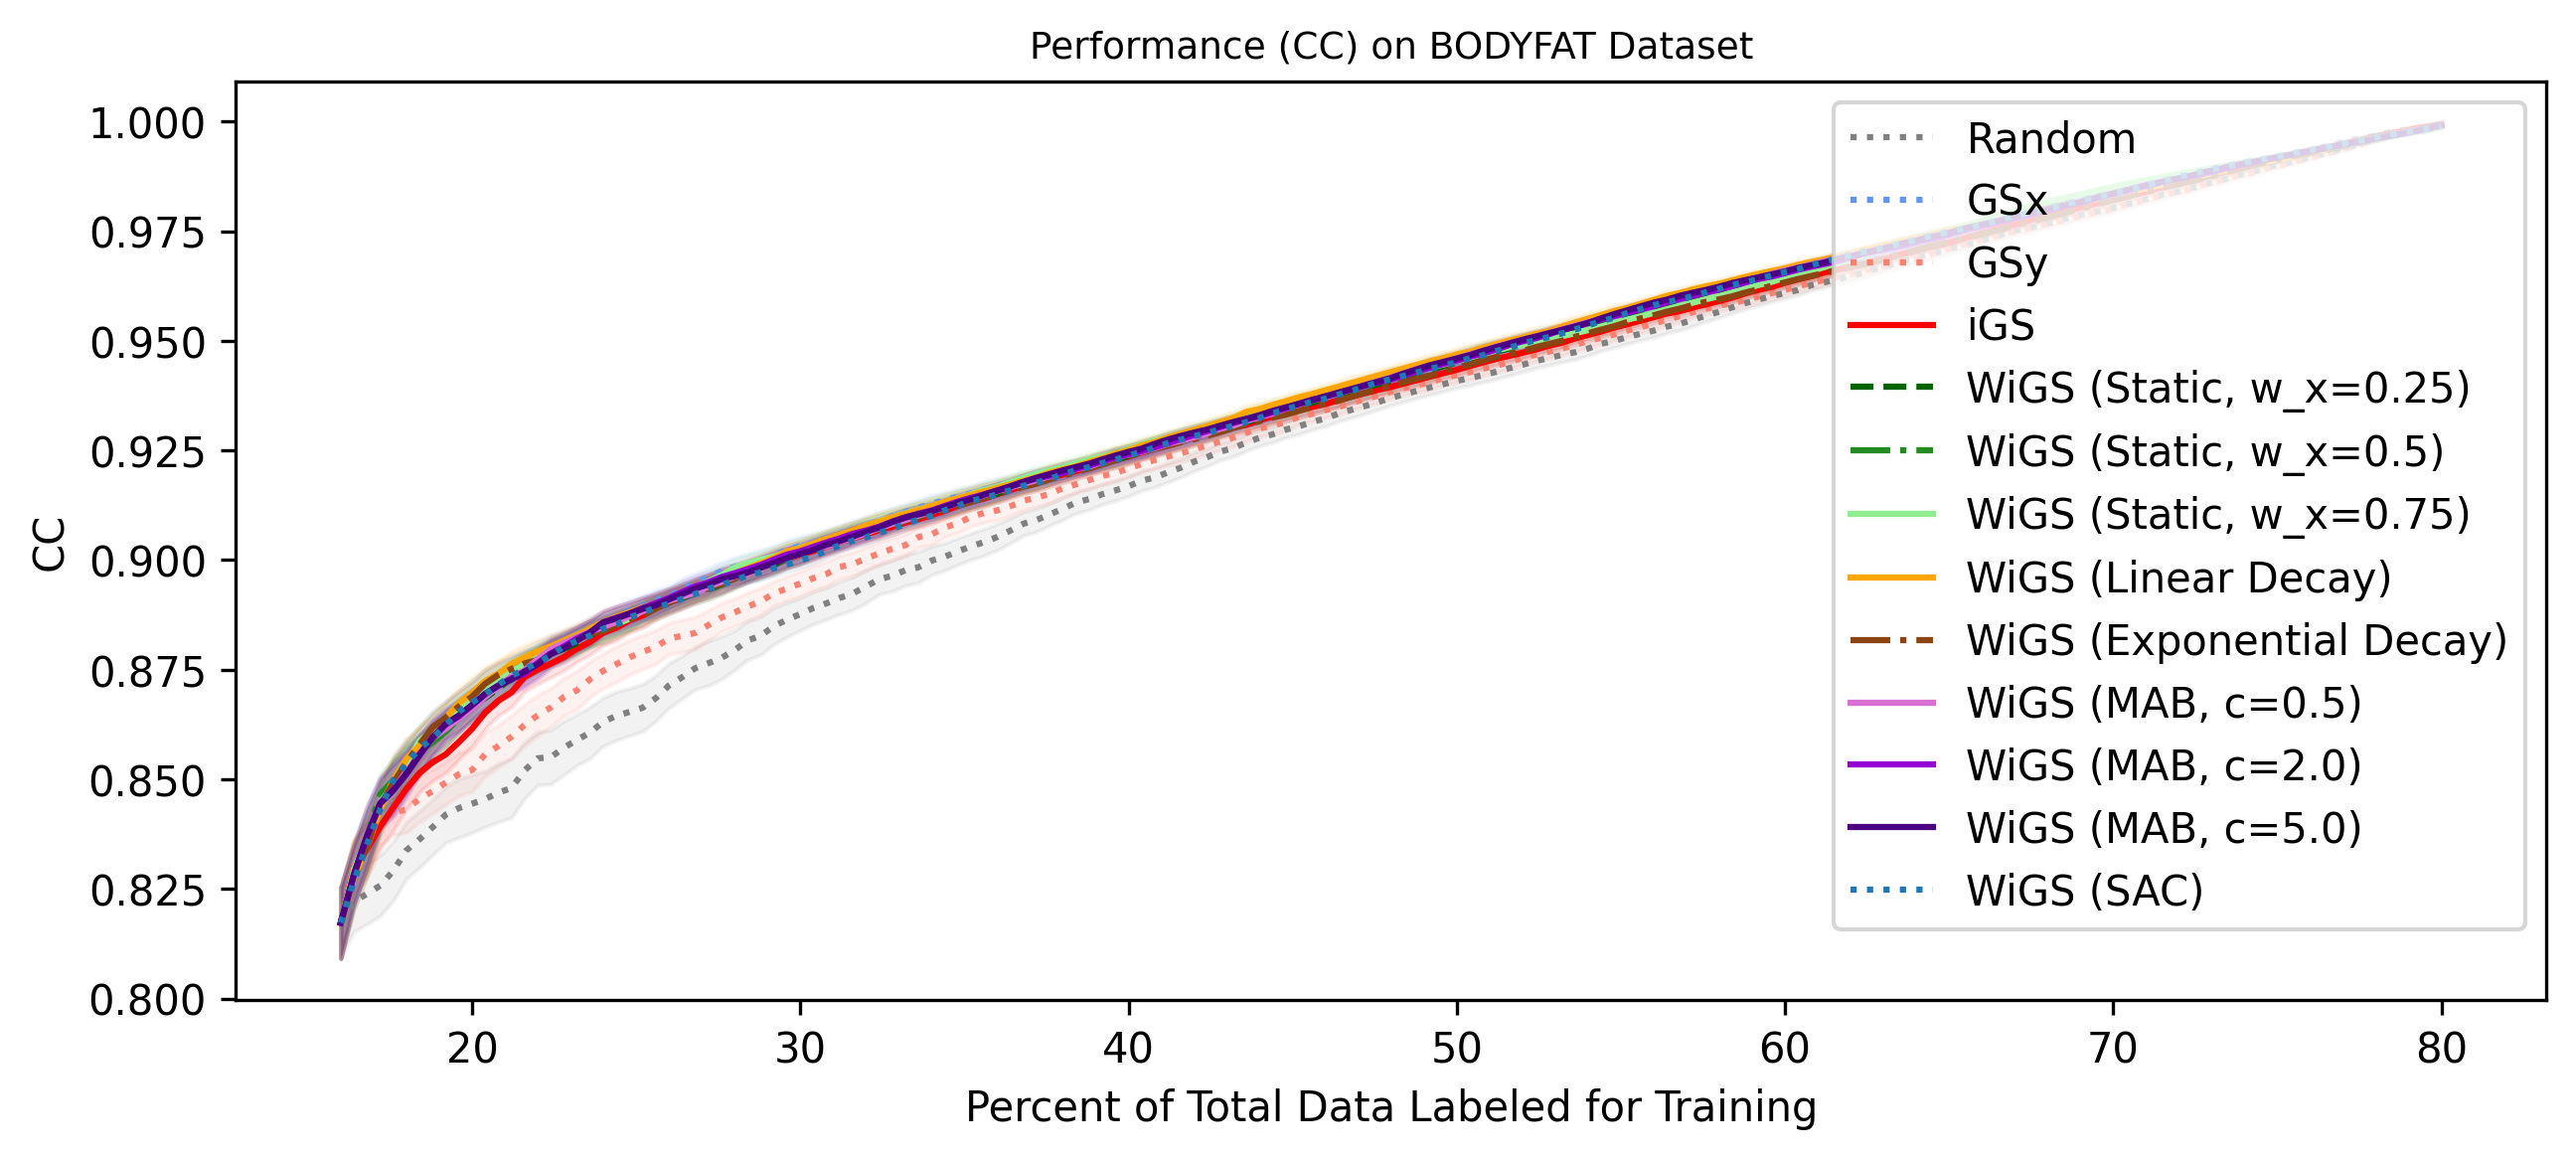 Performance (CC) on BODYFAT Dataset
CC
1.000
0.975
0.950
0.925
0.900
0.875
0.850
0.825
0.800
20 30 40 50 60 70 80
Percent of Total Data Labeled for Training
Random
GSx
GSy
iGS
WiGS (Static, w_x=0.25)
WiGS (Static, w_x=0.5)
WiGS (Static, w_x=0.75)
WiGS (Linear Decay)
WiGS (Exponential Decay)
WiGS (MAB, c=0.5)
WiGS (MAB, c=2.0)
WiGS (MAB, c=5.0)
WiGS (SAC)